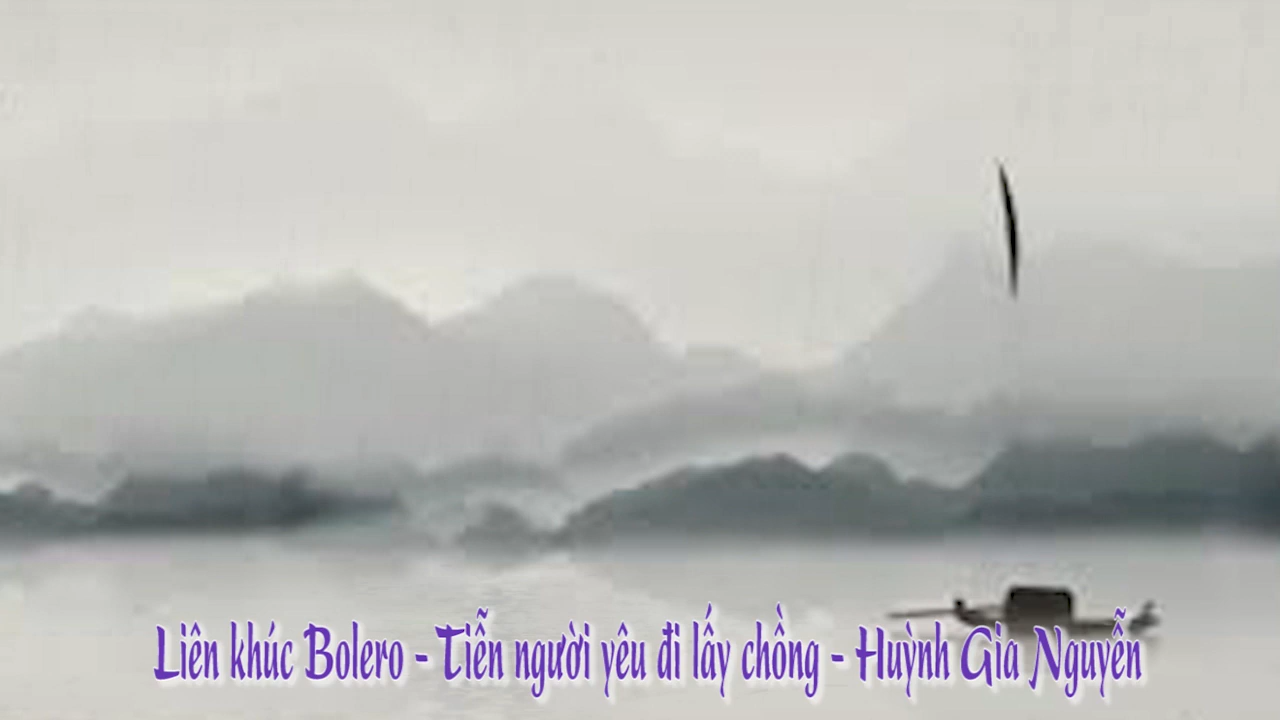 Liên khúc Bolero - Tiễn người yêu đi lấy chồng - Huỳnh Gia Nguyễn